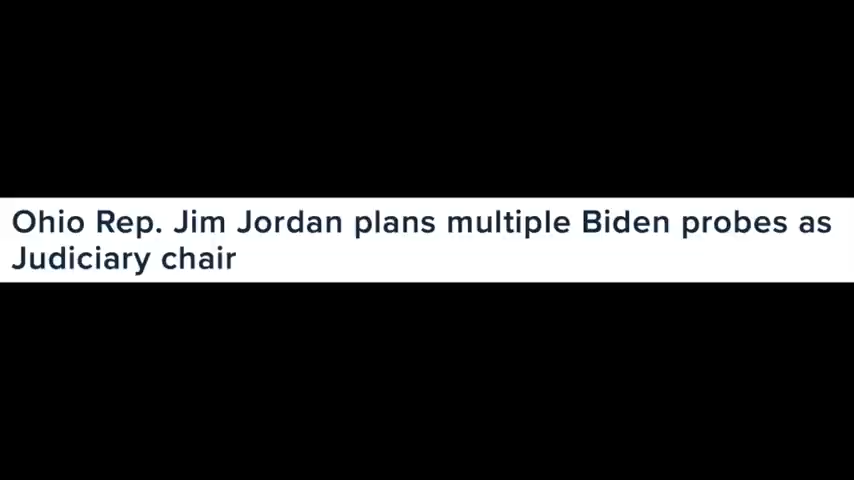 Ohio Rep. Jim Jordan plans multiple Biden probes as
Judiciary chair